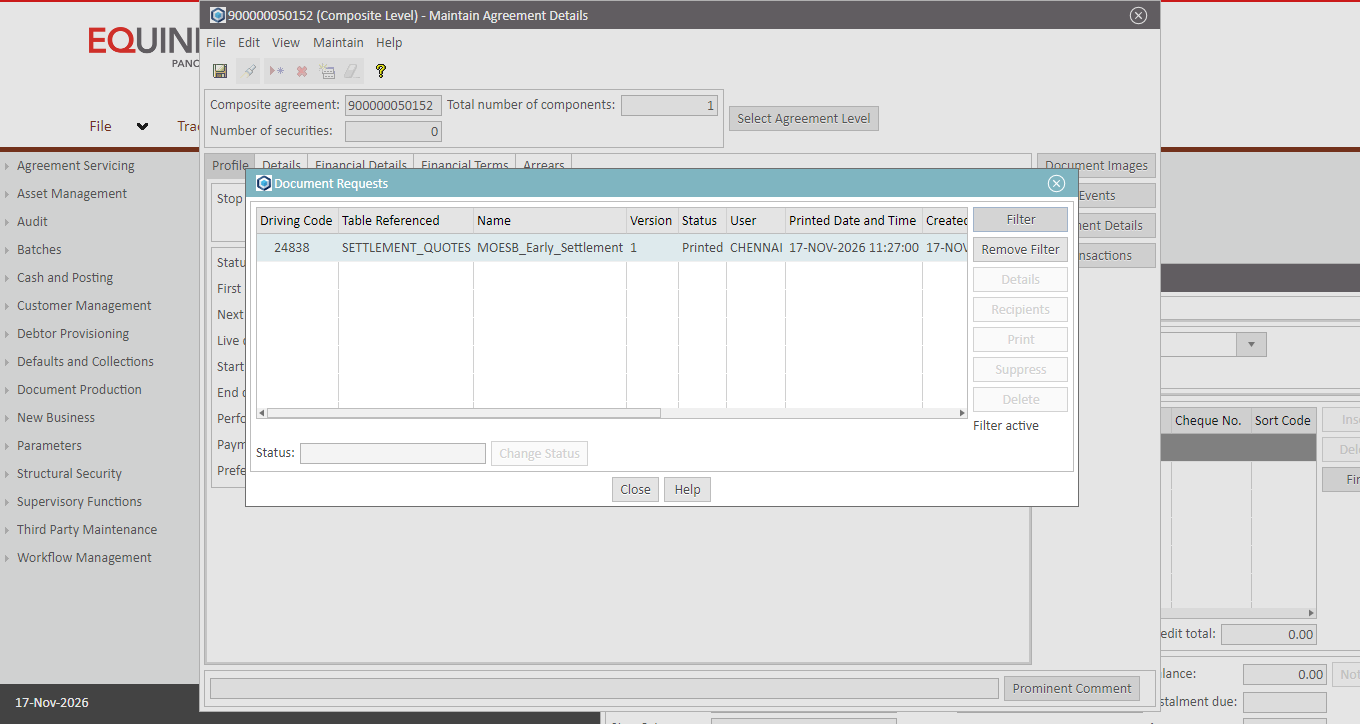 900000050152 (Composite Level) - Maintain Agreement Details
EQUINI
PANO
File Edit View Maintain Help
Composite agreement: 900000050152 Total number of components: 1
Number of securities: 0
Select Agreement Level
File
Profile Details Financial Details Financial Terms Arrears
Document Images
Events
Agreement Servicing
Asset Management
Audit
Batches
Cash and Posting
Customer Management
Debtor Provisioning
Defaults and Collections
Document Production
New Business
Parameters
Structural Security
Supervisory Functions
Third Party Maintenance
Workflow Management
17-Nov-2026
Stop
Statu
First
Next
Live
Start
End
Perfo
Paym
Prefe
Document Requests
Driving Code Table Referenced Name Version Status User Printed Date and Time Created
24838 SETTLEMENT_QUOTES MOESB_Early_Settlement 1 Printed CHENNAI 17-NOV-2026 11:27:00 17-NOV
Filter
Remove Filter
Details
Recipients
Print
Suppress
Delete
Filter active
Status:
Change Status
Close Help
ent Details
nsactions
Cheque No. Sort Code
edit total: 0.00
lance: 0.00
stalment due:
Prominent Comment